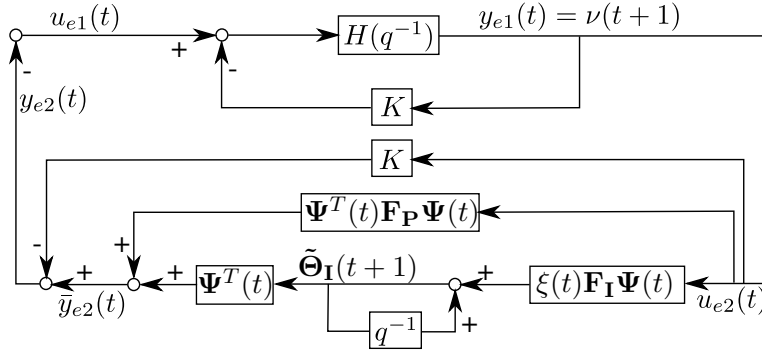 u_{e1}(t)
+
-
H(q^{-1})
y_{e1}(t) = ν(t+1)
-
y_{e2}(t)
K
K
Ψ^T(t)F_PΨ(t)
-
+
+
ȳ_{e2}(t)
+
Ψ^T(t)
Θ̃_I(t+1)
+
+
q^{-1}
ξ(t)F_IΨ(t)
u_{e2}(t)